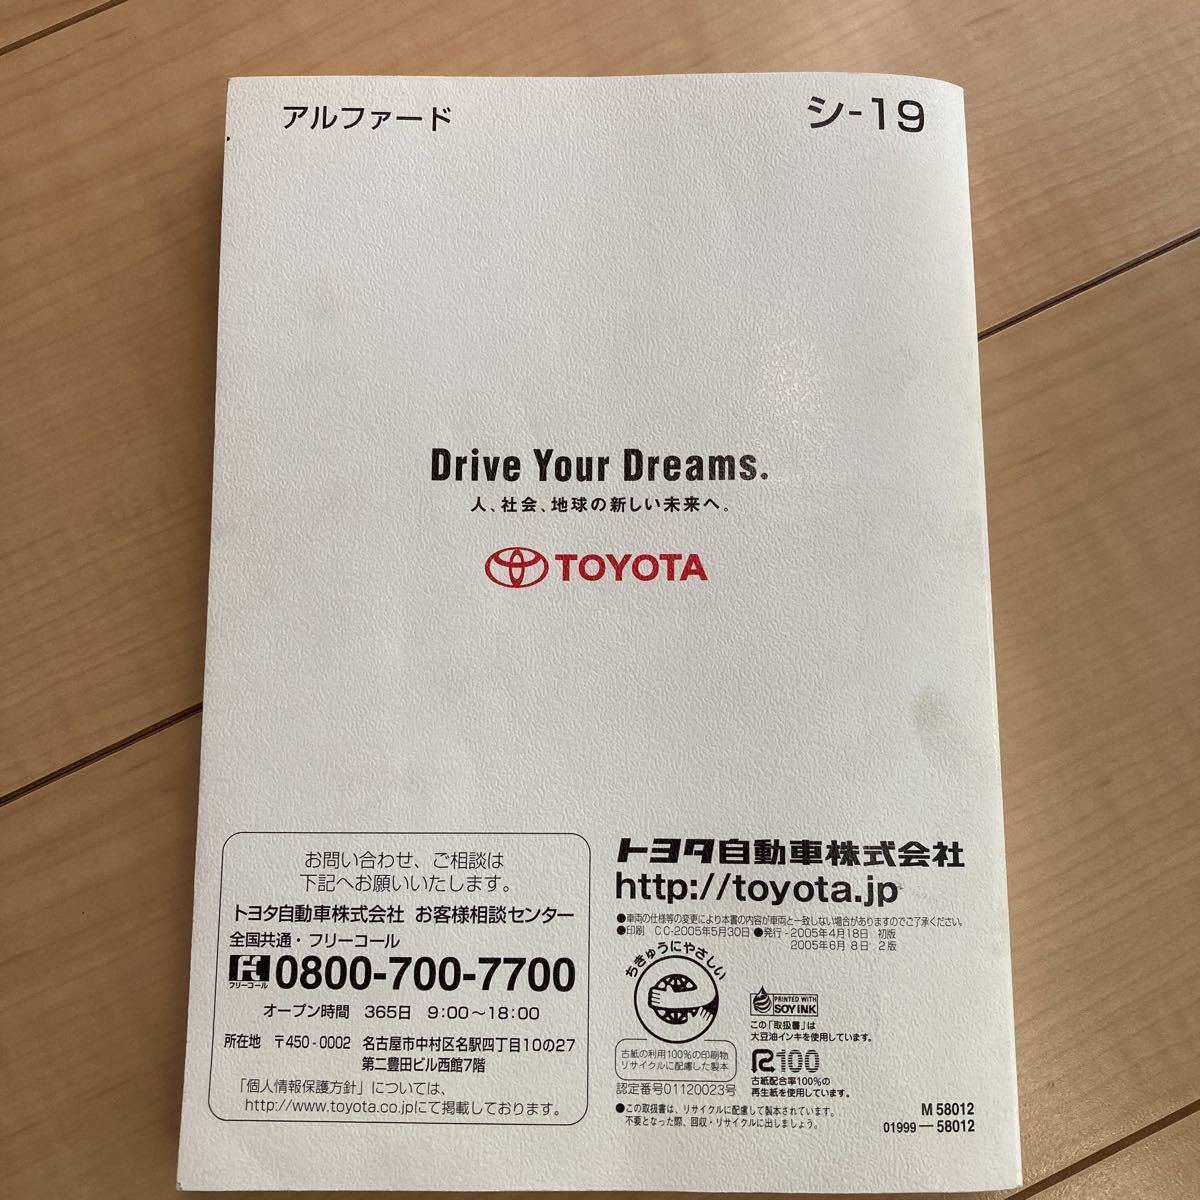 アルファード
シ-19
Drive Your Dreams.
人、社会、地球の新しい未来へ。
TOYOTA
お問い合わせ、ご相談は
下記へお願いいたします。
トヨタ自動車株式会社 お客様相談センター
全国共通・フリーコール
フリーコール 0800-700-7700
オープン時間 365日 9:00〜18:00
所在地 〒450-0002 名古屋市中村区名駅四丁目10の27
第二豊田ビル西館7階
「個人情報保護方針」については、
http://www.toyota.co.jpにて掲載しております。
トヨタ自動車株式会社
http://toyota.jp
●車両の仕様等の変更により本書の内容が車両と一致しない場合がありますのでご了承ください。
●印刷 CC-2005年5月30日 ●発行-2005年4月18日 初版
2005年6月8日 2版
ちきゅうにやさしい
古紙の利用100%の印刷物
リサイクルに配慮した製本
認定番号01120023号
PRINTED WITH
SOY INK
この「取扱書」は
大豆油インキを使用しています。
R100
古紙配合率100%の
再生紙を使用しています。
●この取扱書は、リサイクルに配慮して製本されています。
不要となった際、回収・リサイクルに出しましょう。
M 58012
01999—58012